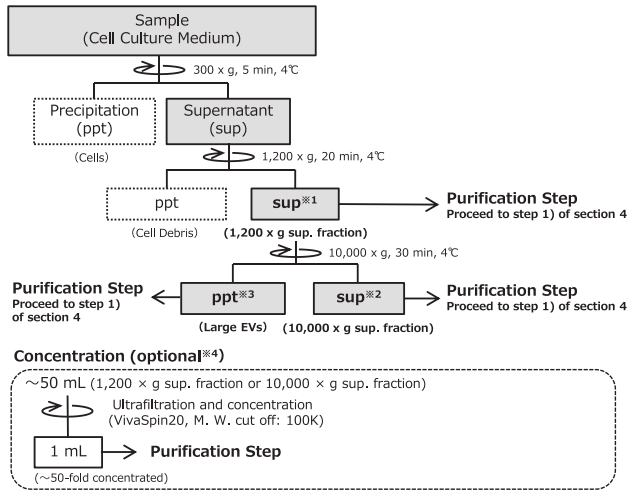 Sample
(Cell Culture Medium)
300 x g, 5 min, 4℃
Precipitation
(ppt)
Supernatant
(sup)
(Cells)
1,200 x g, 20 min, 4℃
ppt
sup※1
Purification Step
Proceed to step 1) of section 4
(Cell Debris)
(1,200 x g sup. fraction)
10,000 x g, 30 min, 4℃
Purification Step
Proceed to step 1)
of section 4
ppt※3
sup※2
Purification Step
Proceed to step 1) of section 4
(Large EVs)
(10,000 x g sup. fraction)
Concentration (optional※4)
～50 mL (1,200 × g sup. fraction or 10,000 × g sup. fraction)
Ultrafiltration and concentration
(VivaSpin20, M. W. cut off: 100K)
1 mL
Purification Step
(～50-fold concentrated)